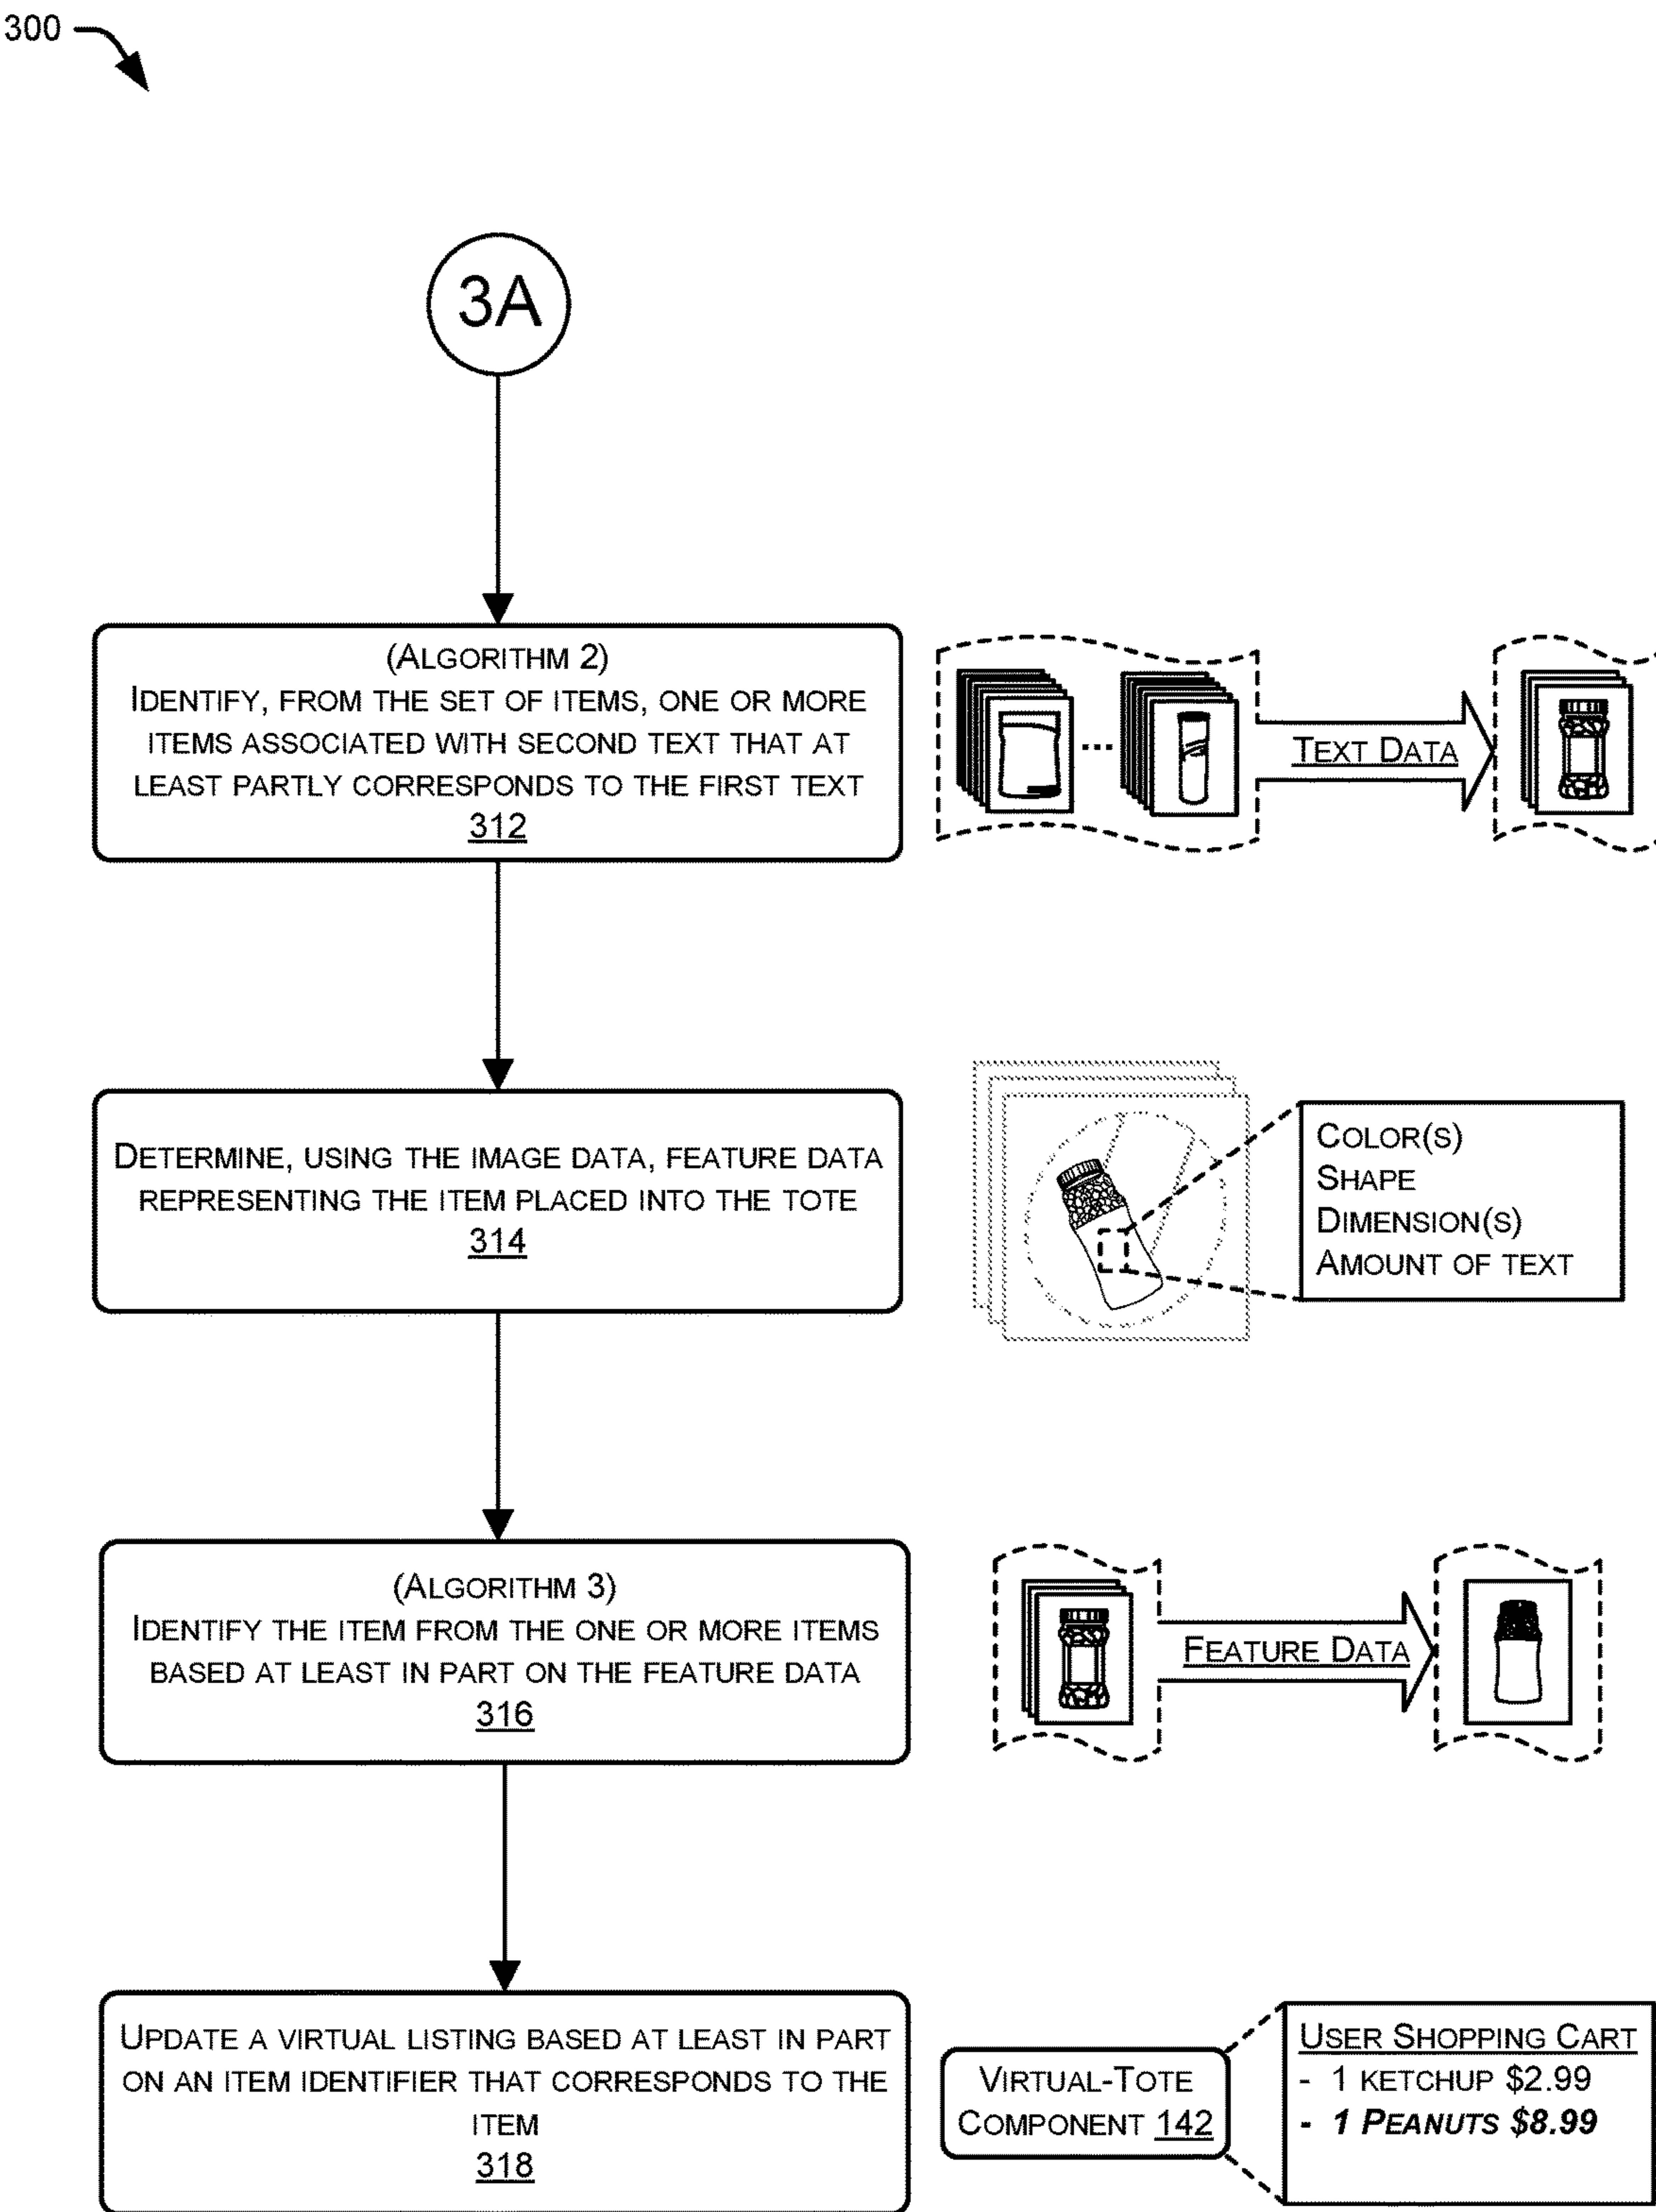 300
3A
(ALGORITHM 2)
IDENTIFY, FROM THE SET OF ITEMS, ONE OR MORE
ITEMS ASSOCIATED WITH SECOND TEXT THAT AT
LEAST PARTLY CORRESPONDS TO THE FIRST TEXT
312
...
TEXT DATA
DETERMINE, USING THE IMAGE DATA, FEATURE DATA
REPRESENTING THE ITEM PLACED INTO THE TOTE
314
COLOR(S)
SHAPE
DIMENSION(S)
AMOUNT OF TEXT
(ALGORITHM 3)
IDENTIFY THE ITEM FROM THE ONE OR MORE ITEMS
BASED AT LEAST IN PART ON THE FEATURE DATA
316
FEATURE DATA
UPDATE A VIRTUAL LISTING BASED AT LEAST IN PART
ON AN ITEM IDENTIFIER THAT CORRESPONDS TO THE
ITEM
318
VIRTUAL-TOTE
COMPONENT 142
USER SHOPPING CART
- 1 KETCHUP $2.99
- 1 PEANUTS $8.99